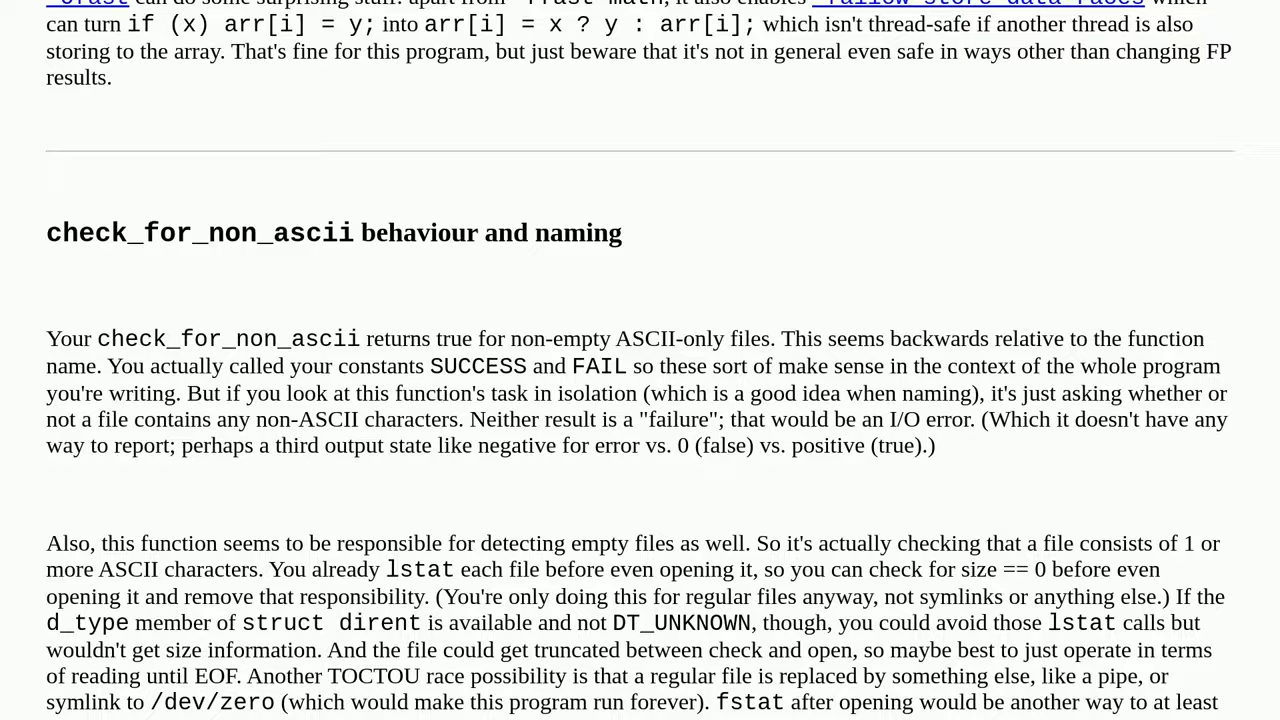 -Ofast can do some surprising stuff: apart from -ffast-math, it also enables -fallow-store-data-races which
can turn if (x) arr[i] = y; into arr[i] = x ? y : arr[i]; which isn't thread-safe if another thread is also
storing to the array. That's fine for this program, but just beware that it's not in general even safe in ways other than changing FP
results.
check_for_non_ascii behaviour and naming
Your check_for_non_ascii returns true for non-empty ASCII-only files. This seems backwards relative to the function
name. You actually called your constants SUCCESS and FAIL so these sort of make sense in the context of the whole program
you're writing. But if you look at this function's task in isolation (which is a good idea when naming), it's just asking whether or
not a file contains any non-ASCII characters. Neither result is a "failure"; that would be an I/O error. (Which it doesn't have any
way to report; perhaps a third output state like negative for error vs. 0 (false) vs. positive (true).)
Also, this function seems to be responsible for detecting empty files as well. So it's actually checking that a file consists of 1 or
more ASCII characters. You already lstat each file before even opening it, so you can check for size == 0 before even
opening it and remove that responsibility. (You're only doing this for regular files anyway, not symlinks or anything else.) If the
d_type member of struct dirent is available and not DT_UNKNOWN, though, you could avoid those lstat calls but
wouldn't get size information. And the file could get truncated between check and open, so maybe best to just operate in terms
of reading until EOF. Another TOCTOU race possibility is that a regular file is replaced by something else, like a pipe, or
symlink to /dev/zero (which would make this program run forever). fstat after opening would be another way to at least